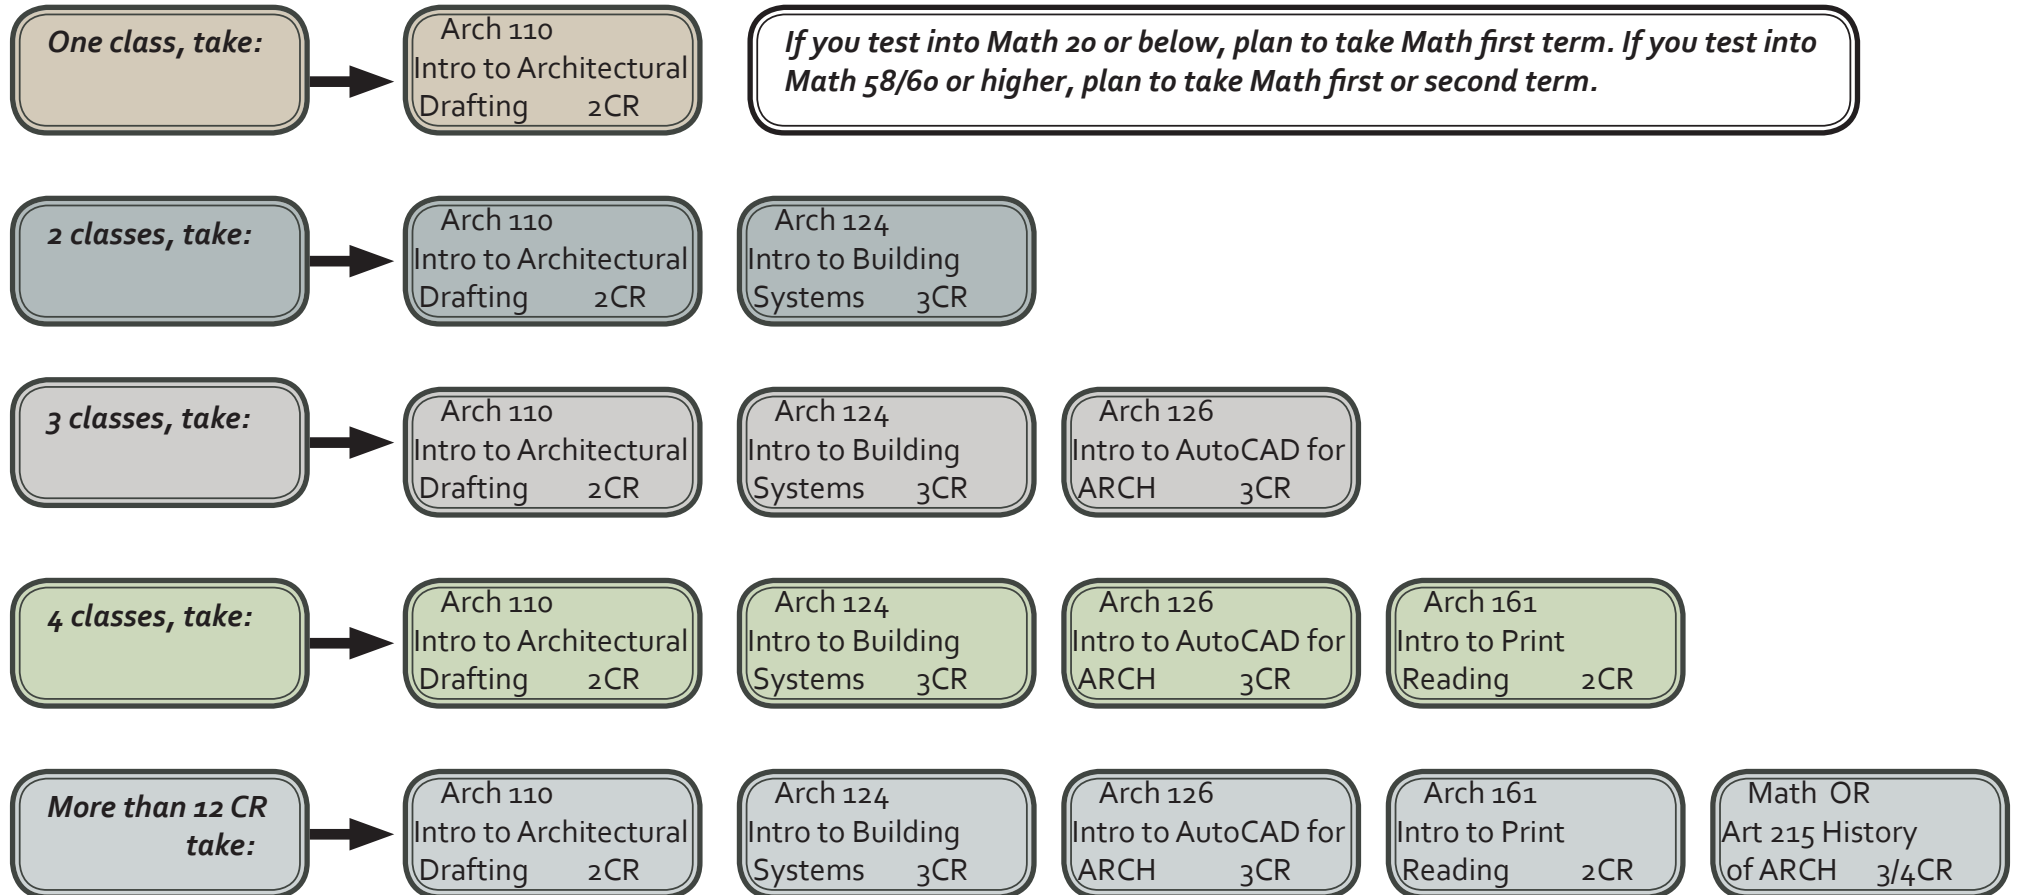 One class, take:
Arch 110
Intro to Architectural
Drafting 2CR
If you test into Math 20 or below, plan to take Math first term. If you test into
Math 58/60 or higher, plan to take Math first or second term.
2 classes, take:
Arch 110
Intro to Architectural
Drafting 2CR
Arch 124
Intro to Building
Systems 3CR
3 classes, take:
Arch 110
Intro to Architectural
Drafting 2CR
Arch 124
Intro to Building
Systems 3CR
Arch 126
Intro to AutoCAD for
ARCH 3CR
4 classes, take:
Arch 110
Intro to Architectural
Drafting 2CR
Arch 124
Intro to Building
Systems 3CR
Arch 126
Intro to AutoCAD for
ARCH 3CR
Arch 161
Intro to Print
Reading 2CR
More than 12 CR
take:
Arch 110
Intro to Architectural
Drafting 2CR
Arch 124
Intro to Building
Systems 3CR
Arch 126
Intro to AutoCAD for
ARCH 3CR
Arch 161
Intro to Print
Reading 2CR
Math OR
Art 215 History
of ARCH 3/4CR